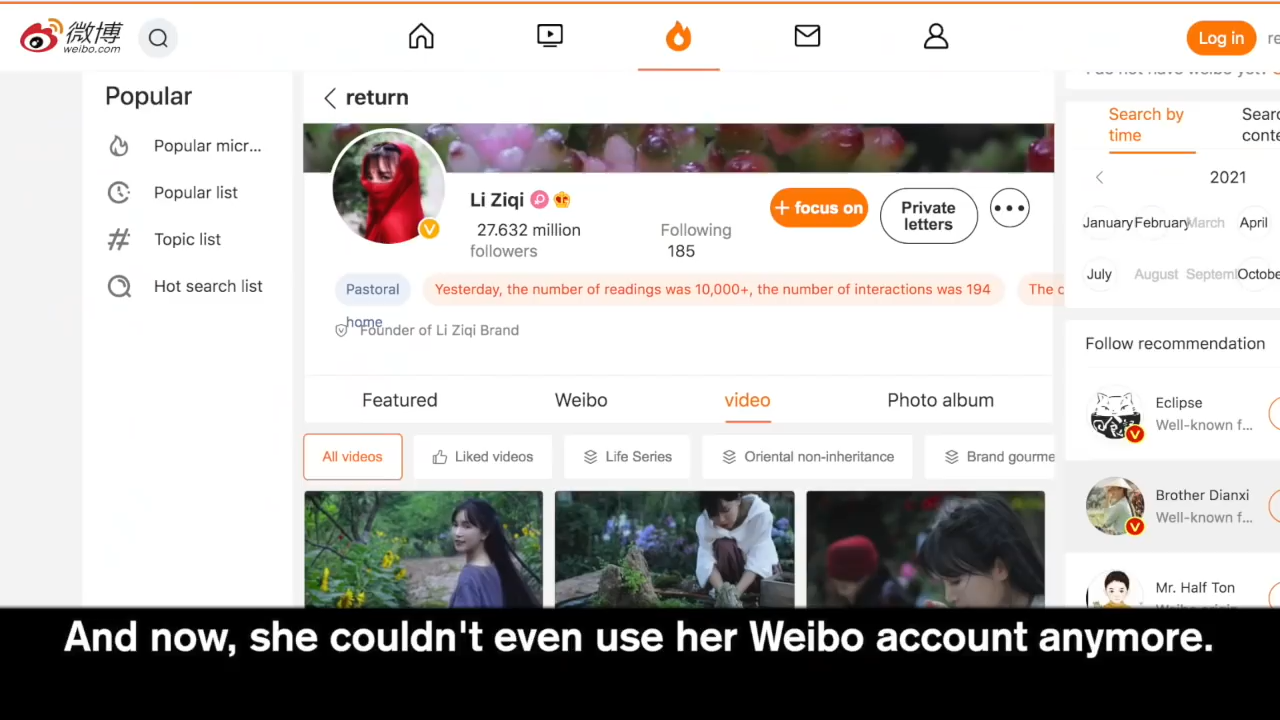 微博
weibo.com
Log in
re
Popular
Popular micr...
Popular list
Topic list
Hot search list
return
Li Ziqi
27.632 million
followers
Following
185
+ focus on
Private
letters
Pastoral
home
Yesterday, the number of readings was 10,000+, the number of interactions was 194
The c
Founder of Li Ziqi Brand
Featured
Weibo
video
Photo album
All videos
Liked videos
Life Series
Oriental non-inheritance
Brand gourme
Search by
time
Searc
conte
2021
January
February
March
April
July
August
Septem
Octobe
Follow recommendation
Eclipse
Well-known f...
Brother Dianxi
Well-known f...
Mr. Half Ton
And now, she couldn't even use her Weibo account anymore.